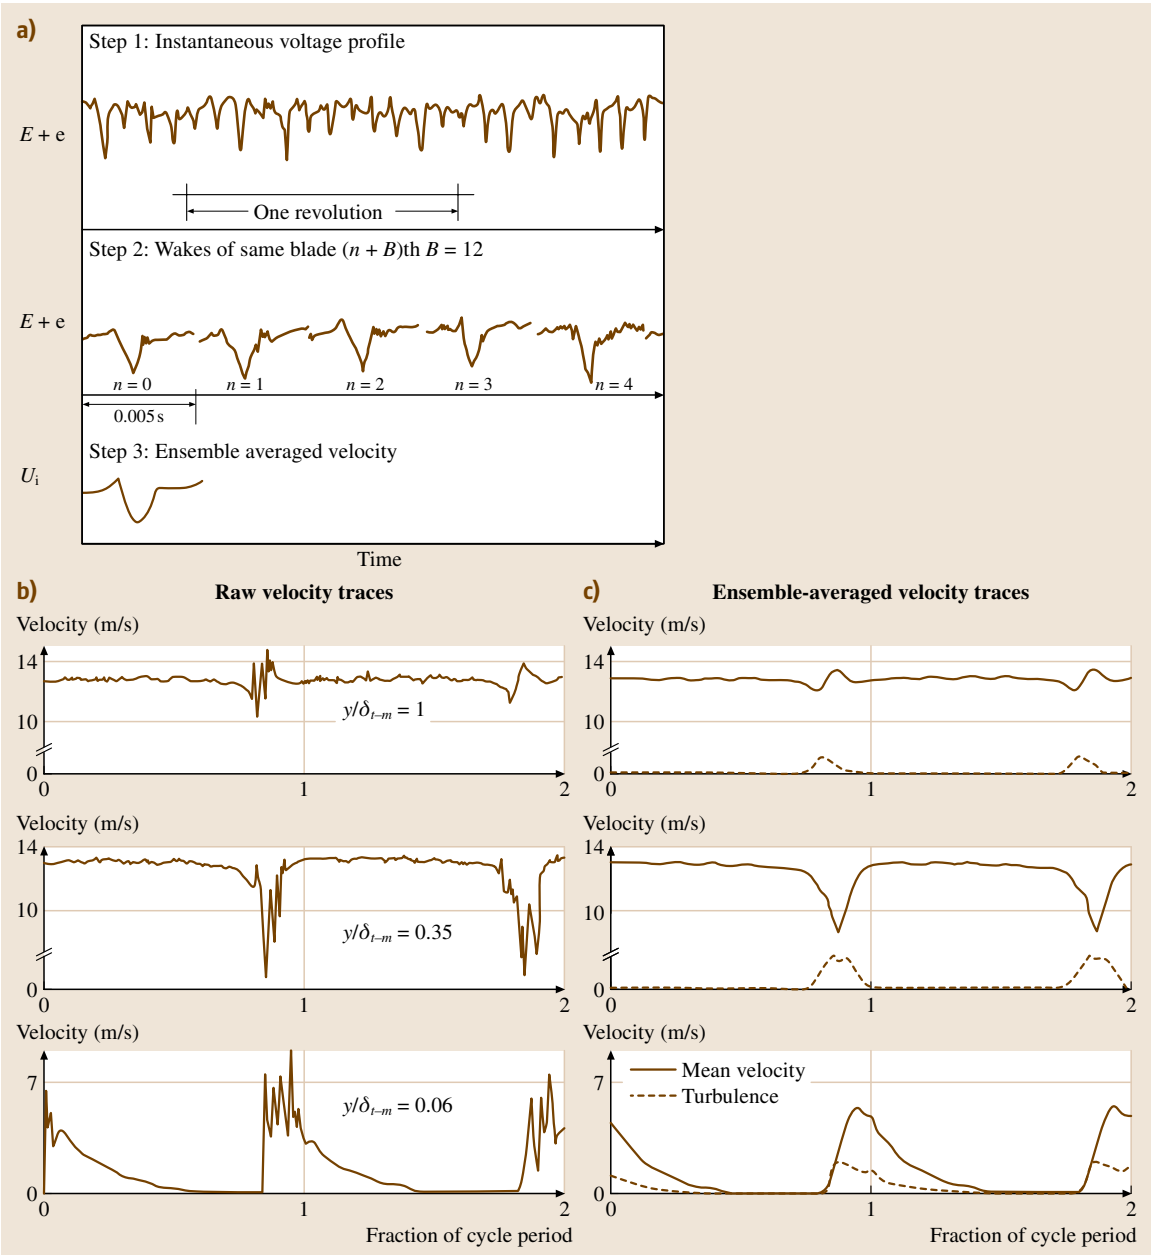 a)
Step 1: Instantaneous voltage profile
E + e
One revolution
Step 2: Wakes of same blade (n + B)th B = 12
E + e
n = 0
n = 1
n = 2
n = 3
n = 4
0.005 s
Step 3: Ensemble averaged velocity
Ui
Time
b)
Raw velocity traces
Velocity (m/s)
14
10
0
y/δt–m = 1
0
1
2
Velocity (m/s)
14
10
0
y/δt–m = 0.35
0
1
2
Velocity (m/s)
7
0
y/δt–m = 0.06
0
1
2
Fraction of cycle period
c)
Ensemble-averaged velocity traces
Velocity (m/s)
14
10
0
0
1
2
Velocity (m/s)
14
10
0
0
1
2
Velocity (m/s)
7
0
Mean velocity
Turbulence
0
1
2
Fraction of cycle period